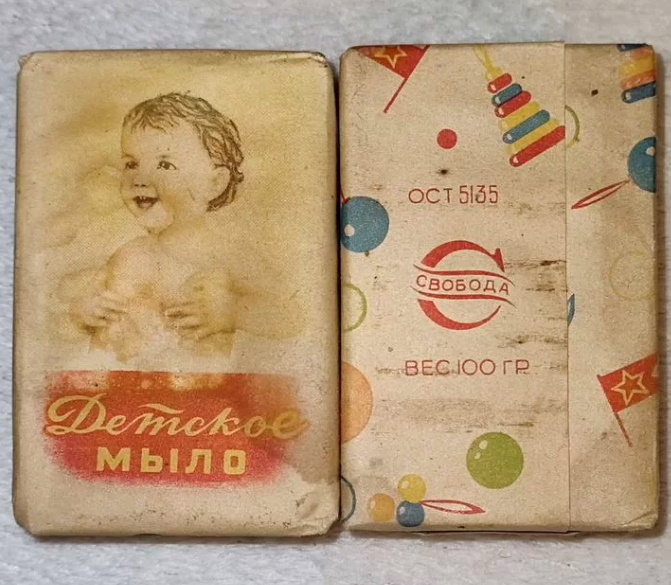 Детское
МЫЛО
ОСТ 5135
СВОБОДА
ВЕС 100 ГР